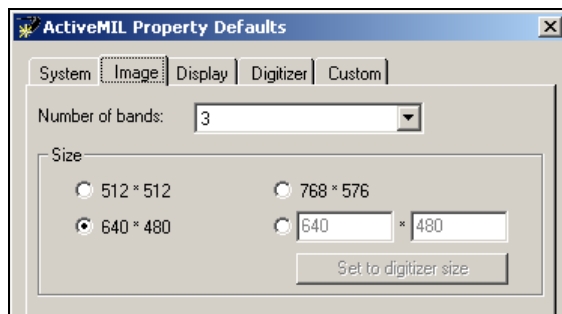 ActiveMIL Property Defaults
System Image Display Digitizer Custom
Number of bands: 3
Size
512 * 512 768 * 576
640 * 480 640 * 480
Set to digitizer size